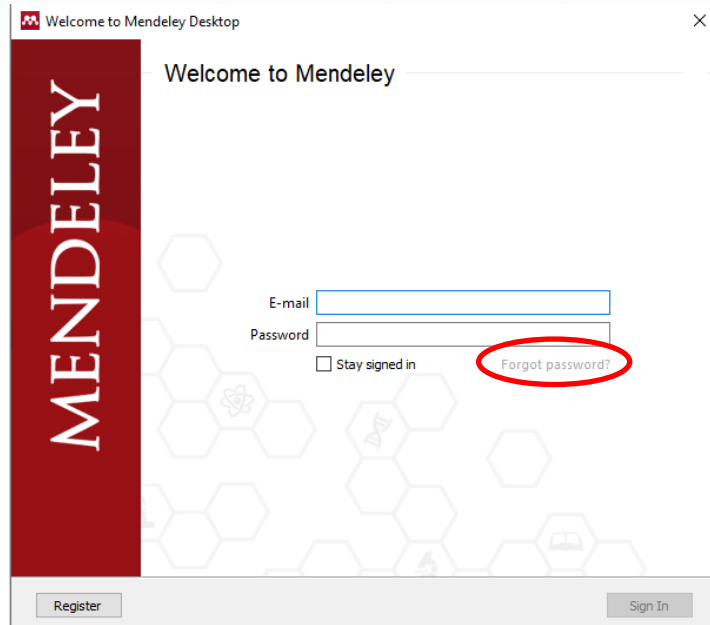 Welcome to Mendeley Desktop
MENDELEY
Welcome to Mendeley
E-mail
Password
Stay signed in Forgot password?
Register Sign In